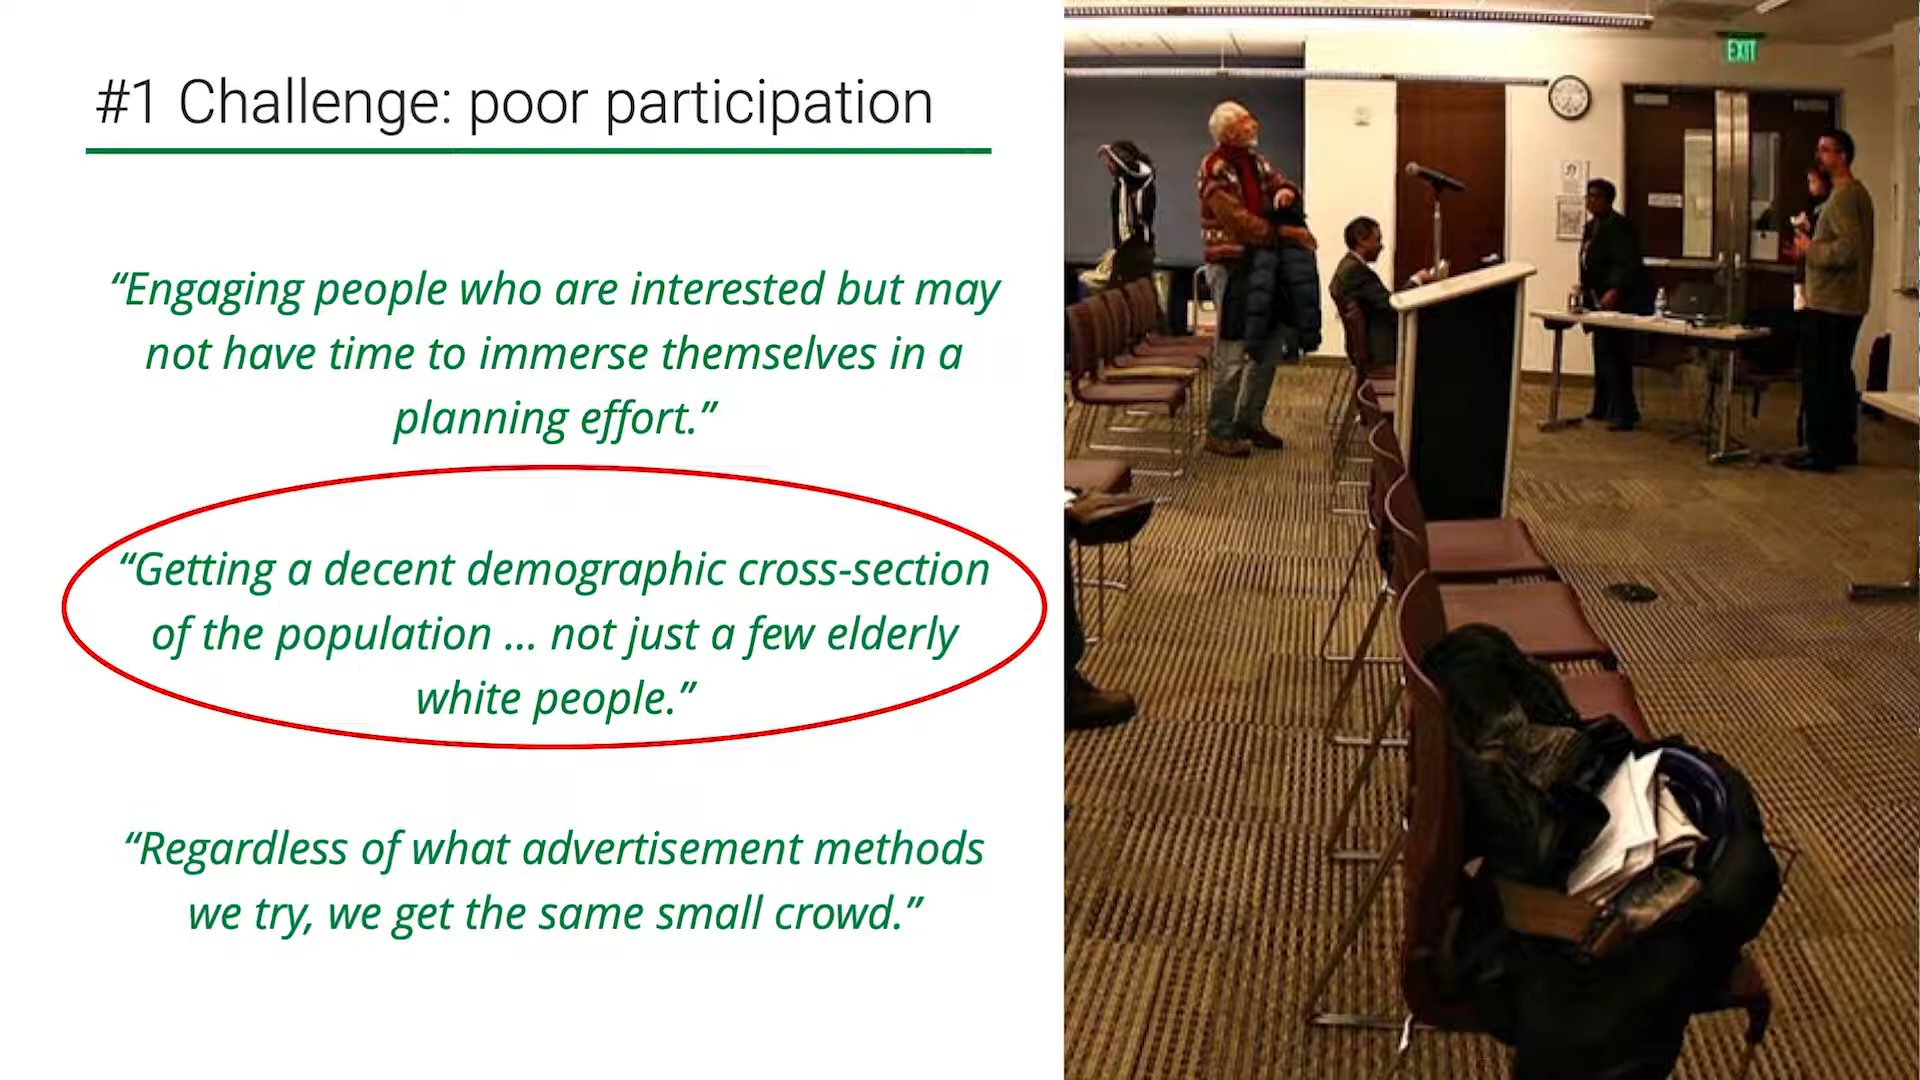 #1 Challenge: poor participation
“Engaging people who are interested but may
not have time to immerse themselves in a
planning effort.”
“Getting a decent demographic cross-section
of the population ... not just a few elderly
white people.”
“Regardless of what advertisement methods
we try, we get the same small crowd.”
EXIT